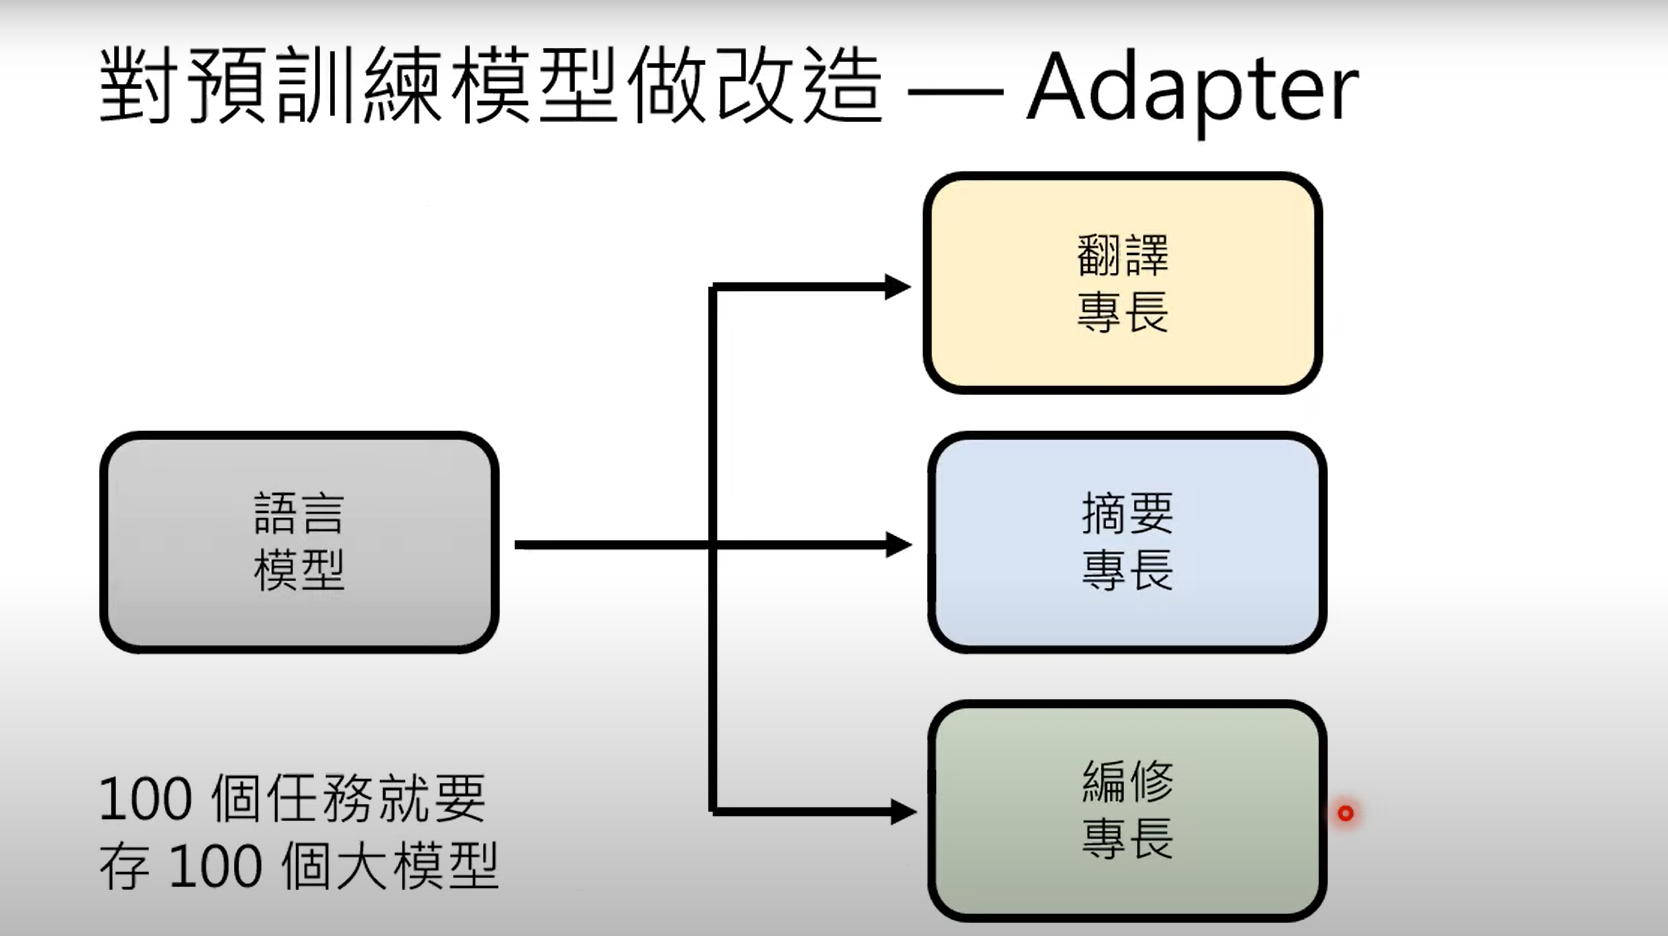 對預訓練模型做改造 — Adapter
翻譯
專長
語言
模型
摘要
專長
編修
專長
100 個任務就要
存 100 個大模型